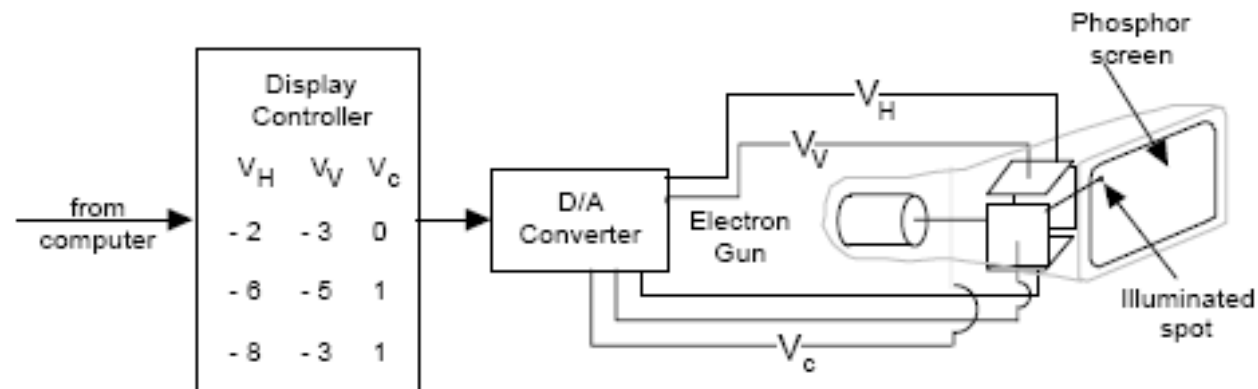 Phosphor
screen
Display
Controller
V_H V_V V_c
- 2 - 3 0
- 6 - 5 1
- 8 - 3 1
from
computer
D/A
Converter
V_H
V_V
Electron
Gun
V_c
Illuminated
spot